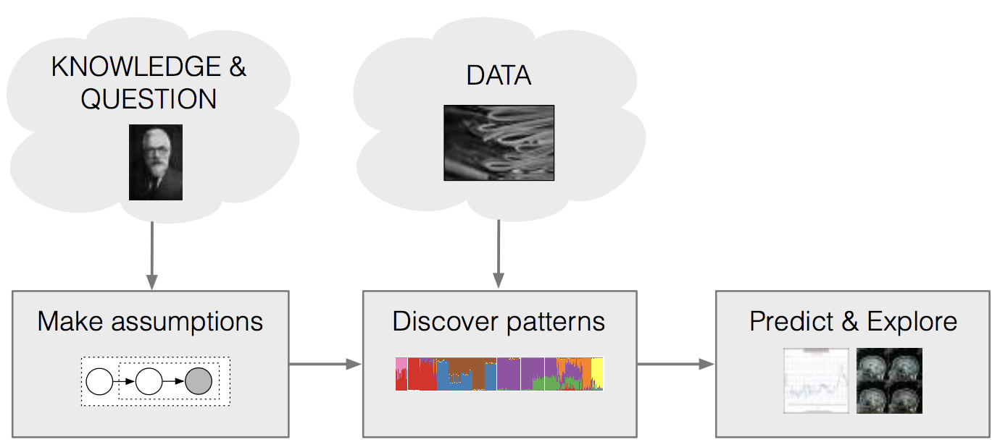 KNOWLEDGE &
QUESTION
DATA
Make assumptions
Discover patterns
Predict & Explore